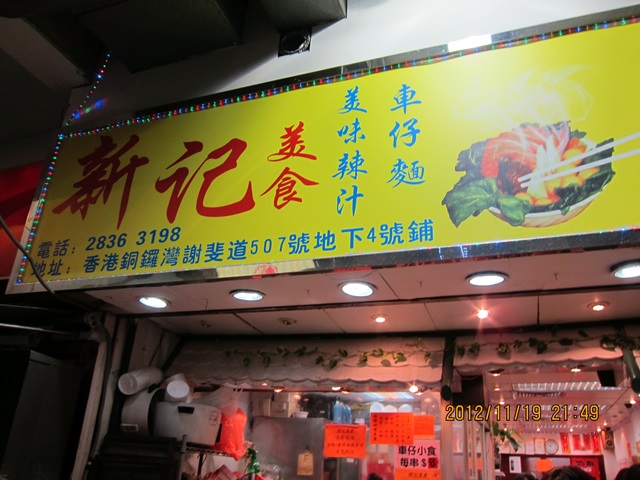 新记
美食
美味辣汁
車仔麵
電話: 2836 3198
地址: 香港銅鑼灣謝斐道507號地下4號鋪
車仔小食
每串$
2012/11/19 21:49